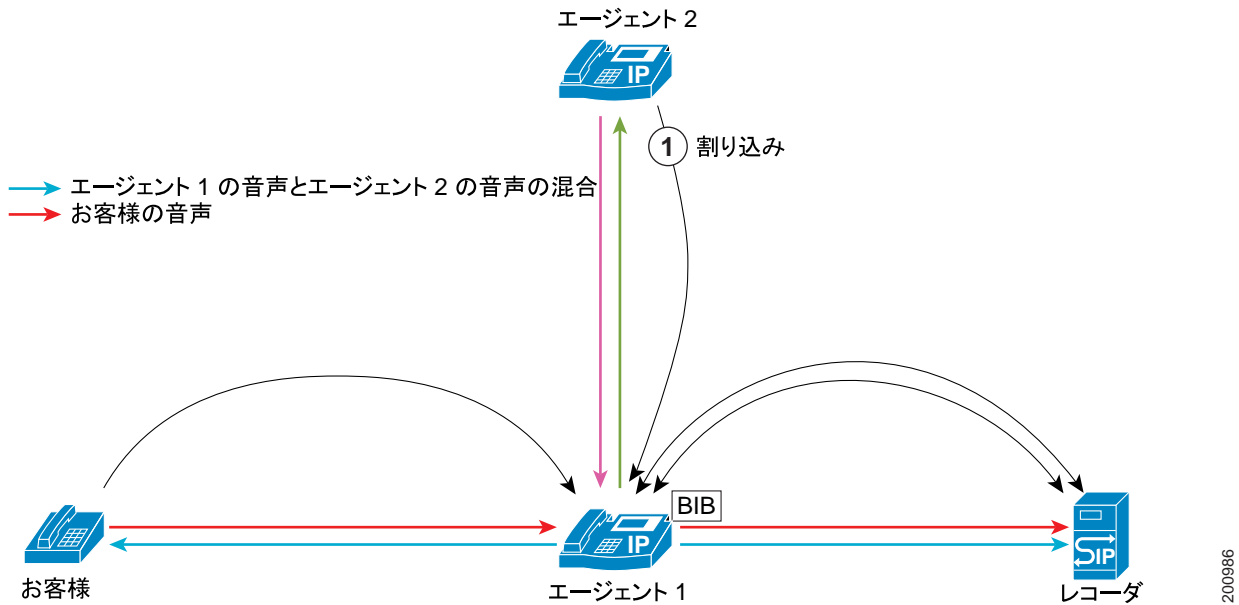 エージェント 2
IP
1 割り込み
エージェント 1 の音声とエージェント 2 の音声の混合
お客様の音声
BIB
IP
SIP
お客様
エージェント 1
レコーダ
200986